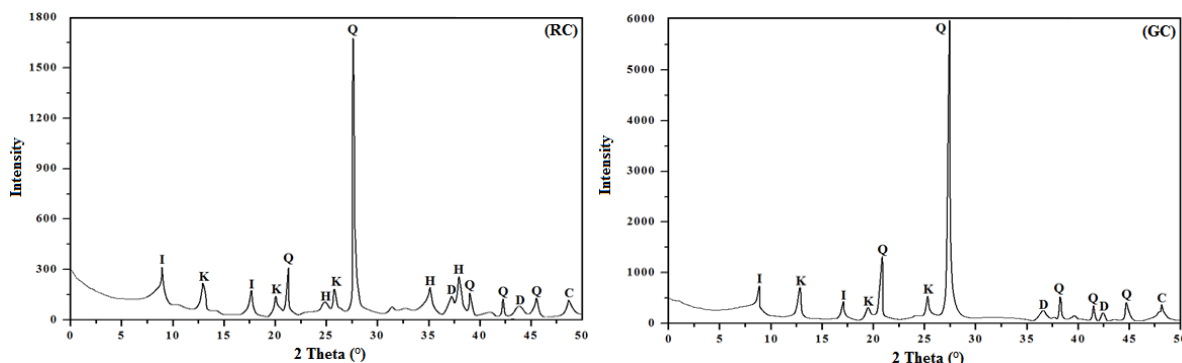 1800
1500
1200
900
600
300
0
Intensity
0 5 10 15 20 25 30 35 40 45 50
2 Theta (°)
(RC)
I K I K Q H K Q H D H Q Q D Q C
6000
5000
4000
3000
2000
1000
0
Intensity
0 5 10 15 20 25 30 35 40 45 50
2 Theta (°)
(GC)
I K I K Q K Q D Q Q D Q C